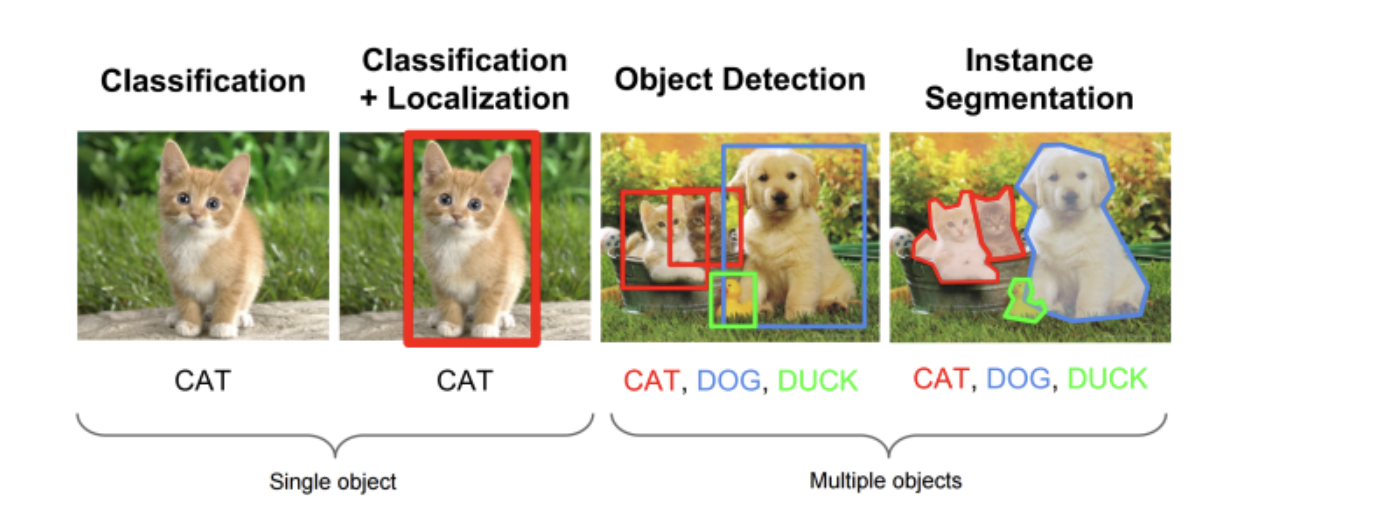 Classification
Classification
+ Localization
Object Detection
Instance
Segmentation
CAT
CAT
CAT, DOG, DUCK
CAT, DOG, DUCK
Single object
Multiple objects